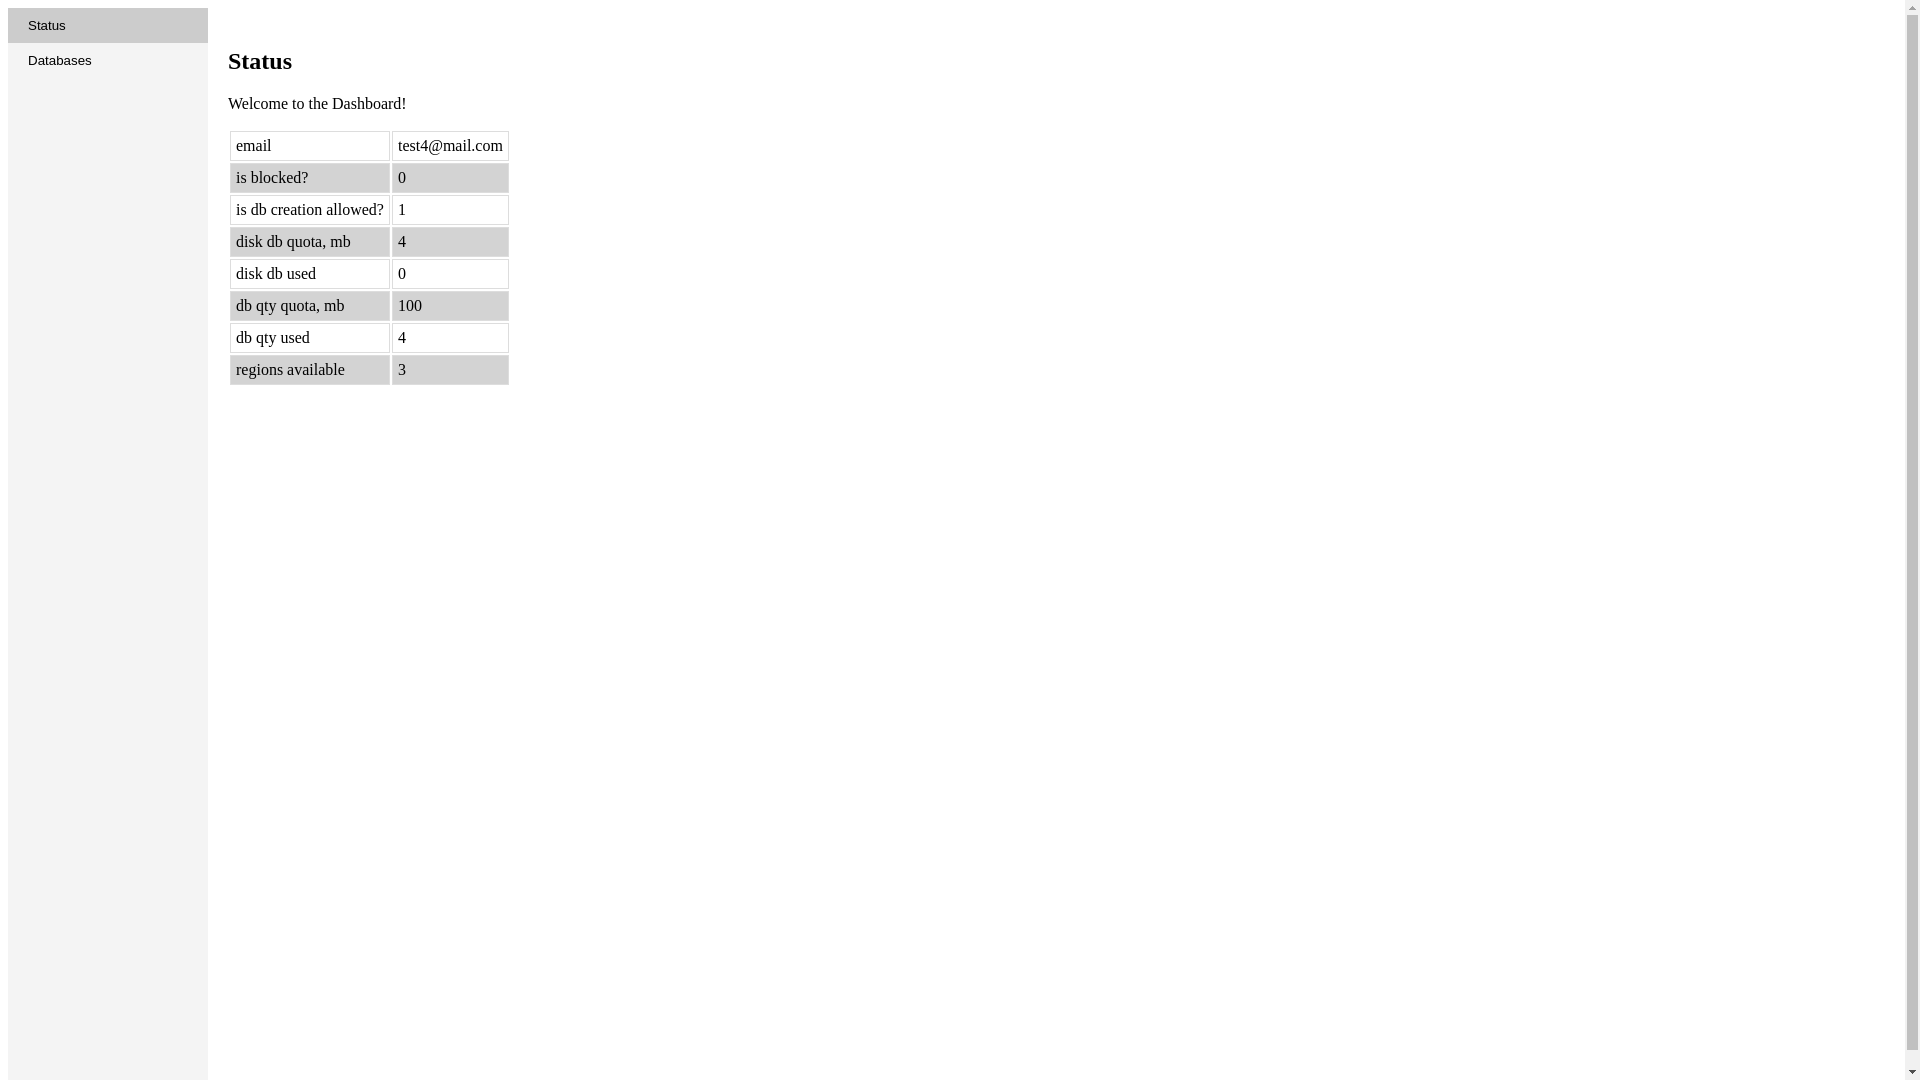 Status
Databases
Status
Welcome to the Dashboard!
email test4@mail.com
is blocked? 0
is db creation allowed? 1
disk db quota, mb 4
disk db used 0
db qty quota, mb 100
db qty used 4
regions available 3